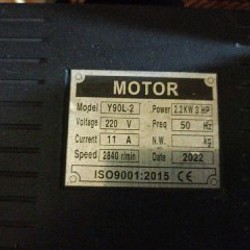 MOTOR
Model Y90L-2 Power 2.2KW 3 HP
Voltage 220 V Freq 50 Hz
Current 11 A N.W. kg
Speed 2840 r/min Date 2022
ISO9001:2015 CE